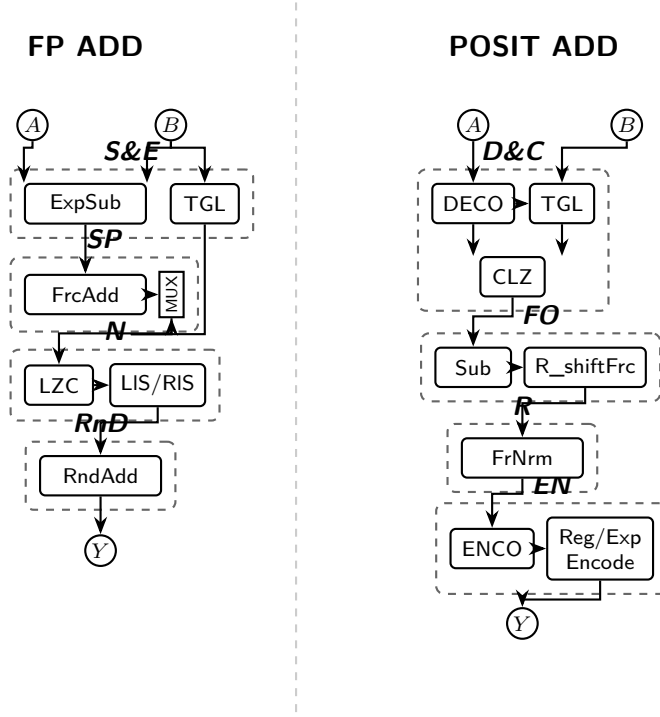 FP ADD
A
B
S&E
ExpSub
TGL
SP
FrcAdd
MUX
N
LZC
LIS/RIS
RnD
RndAdd
Y
POSIT ADD
A
B
D&C
DECO
TGL
CLZ
FO
Sub
R_shiftFrc
R
FrNrm
EN
ENCO
Reg/Exp
Encode
Y